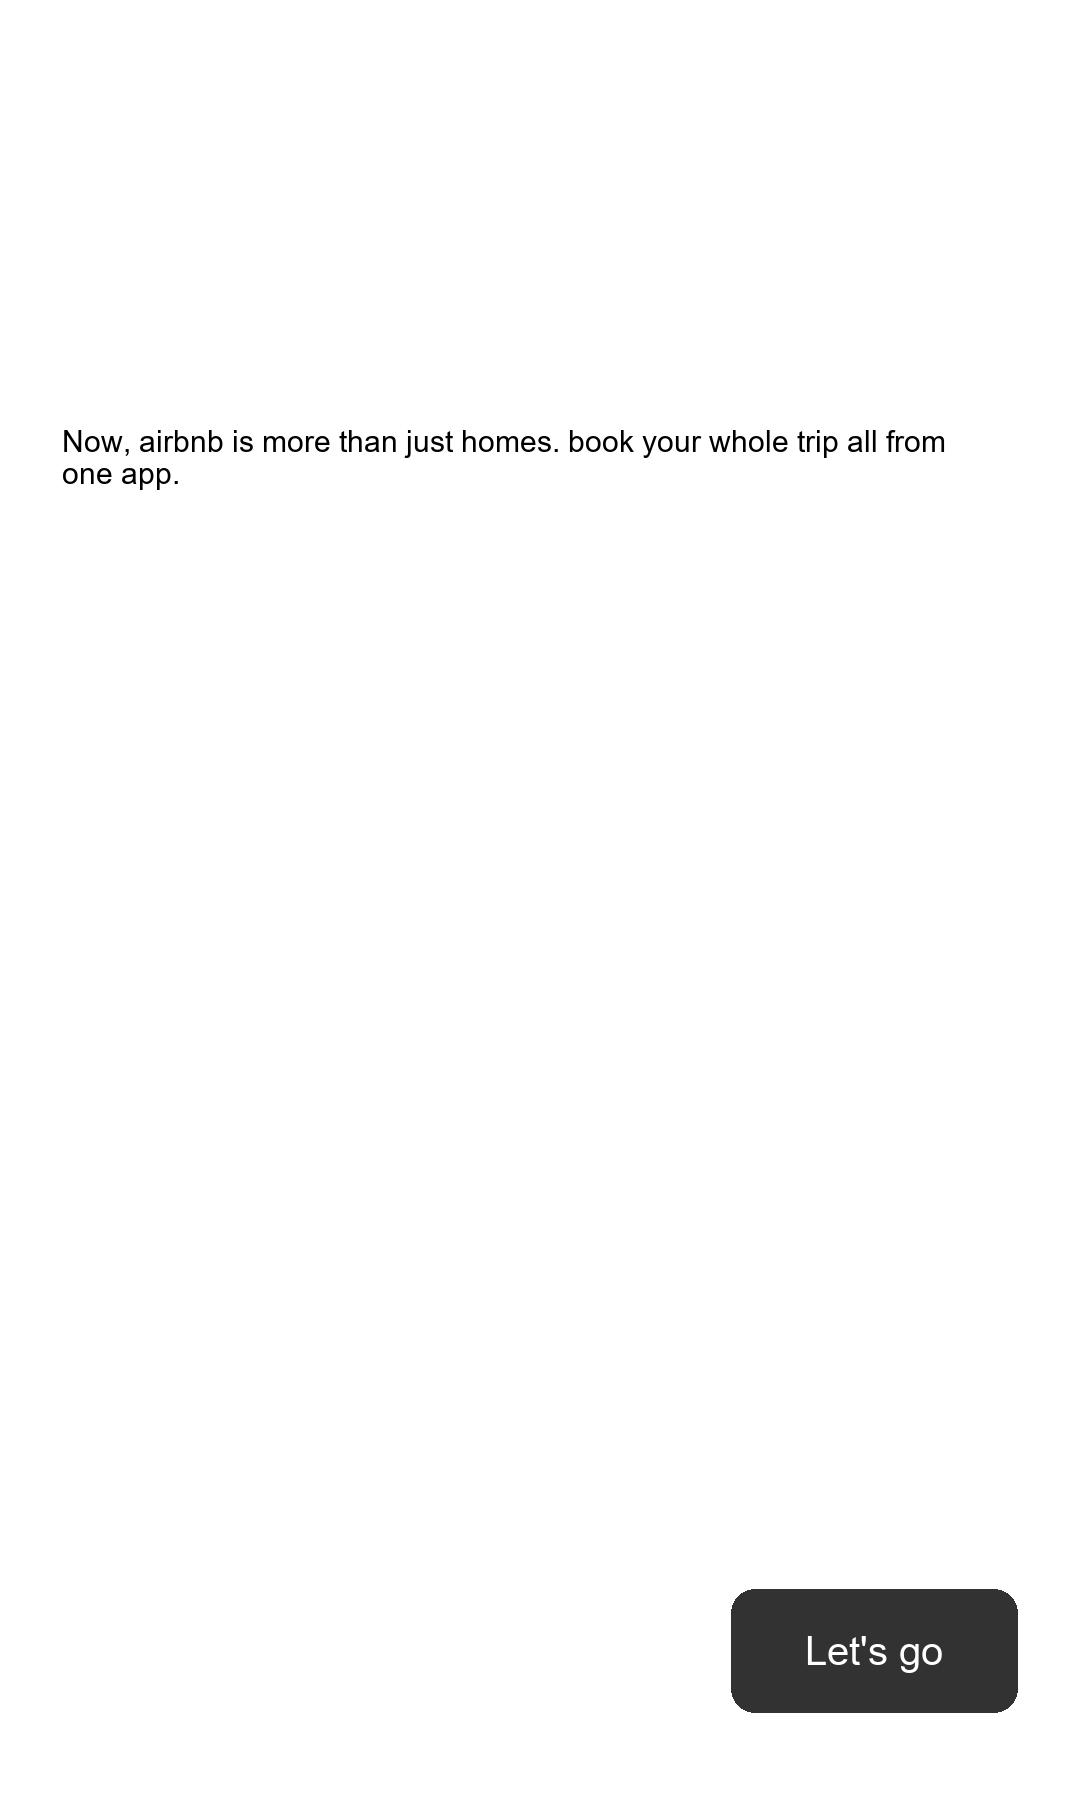 Now, airbnb is more than just homes. book your whole trip all from
one app.
Let's go